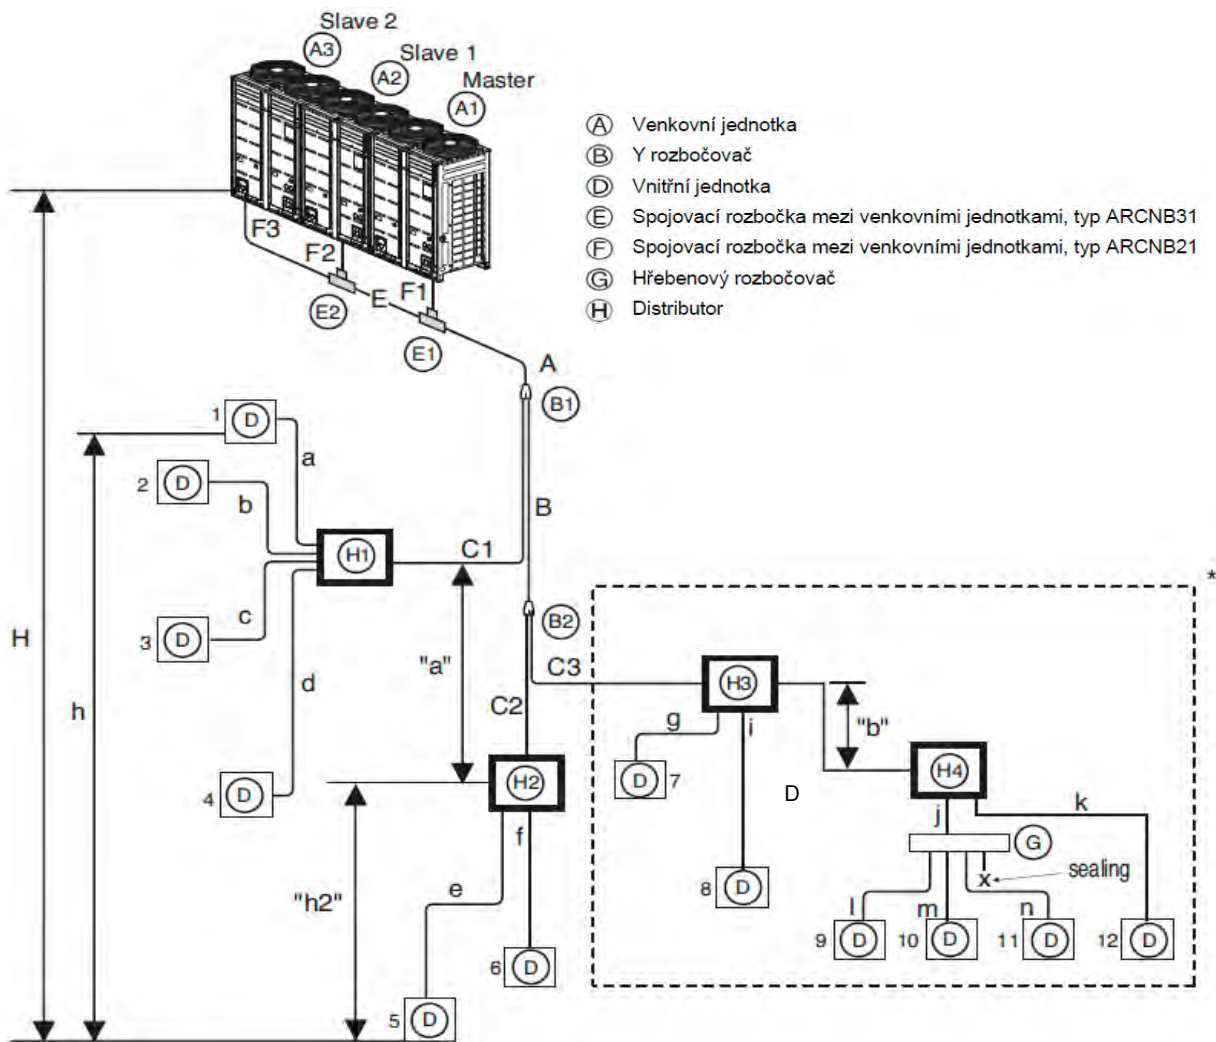 Slave 2
A3
Slave 1
A2
Master
A1
Ⓐ Venkovní jednotka
Ⓑ Y rozbočovač
Ⓓ Vnitřní jednotka
Ⓔ Spojovací rozbočka mezi venkovními jednotkami, typ ARCNB31
Ⓕ Spojovací rozbočka mezi venkovními jednotkami, typ ARCNB21
Ⓖ Hřebenový rozbočovač
Ⓗ Distributor
F3
F2
F1
E
E2
E1
A
B1
1 D
a
2 D
b
B
H1
C1
3 D
c
d
4 D
H
h
"a"
B2
C3
C2
*
H3
g
i
"b"
D 7
D
H4
H2
j
k
G
x
sealing
f
e
"h2"
8 D
l
m
n
9 D
10 D
11 D
12 D
6 D
5 D